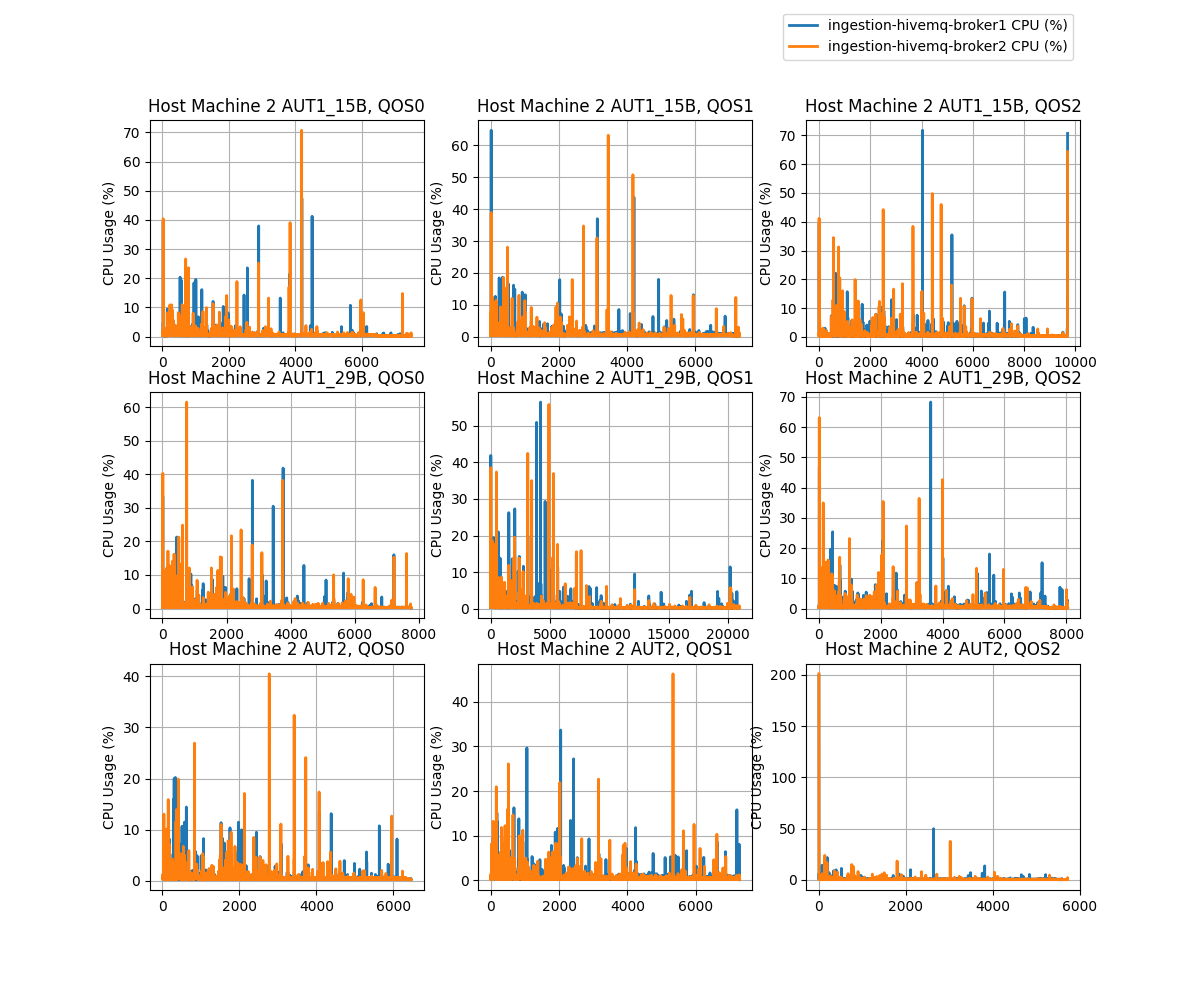 ingestion-hivemq-broker1 CPU (%)
ingestion-hivemq-broker2 CPU (%)
Host Machine 2 AUT1_15B, QOS0
CPU Usage (%)
70
60
50
40
30
20
10
0
0 2000 4000 6000
Host Machine 2 AUT1_15B, QOS1
CPU Usage (%)
60
50
40
30
20
10
0
0 2000 4000 6000
Host Machine 2 AUT1_15B, QOS2
CPU Usage (%)
70
60
50
40
30
20
10
0
0 2000 4000 6000 8000 10000
Host Machine 2 AUT1_29B, QOS0
CPU Usage (%)
60
50
40
30
20
10
0
0 2000 4000 6000 8000
Host Machine 2 AUT1_29B, QOS1
CPU Usage (%)
50
40
30
20
10
0
0 5000 10000 15000 20000
Host Machine 2 AUT1_29B, QOS2
CPU Usage (%)
70
60
50
40
30
20
10
0
0 2000 4000 6000 8000
Host Machine 2 AUT2, QOS0
CPU Usage (%)
40
30
20
10
0
0 2000 4000 6000
Host Machine 2 AUT2, QOS1
CPU Usage (%)
40
30
20
10
0
0 2000 4000 6000
Host Machine 2 AUT2, QOS2
CPU Usage (%)
200
150
100
50
0
0 2000 4000 6000